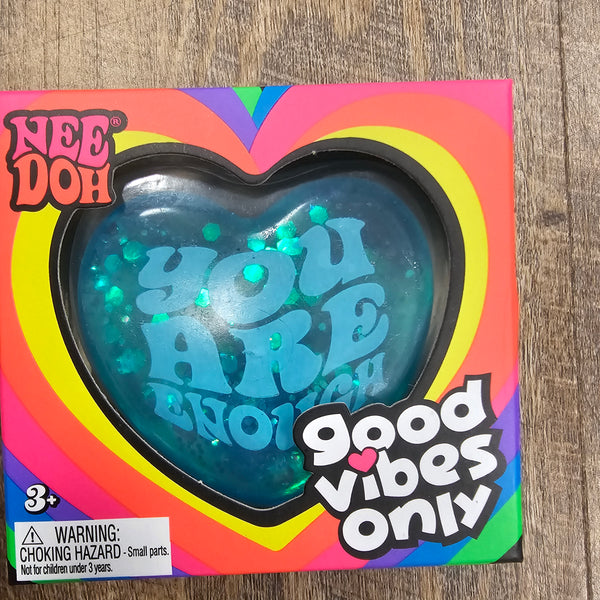 NEE®
DOH
YOU
ARE
ENOUGH
good
vibes
only
3+
WARNING:
CHOKING HAZARD - Small parts.
Not for children under 3 years.